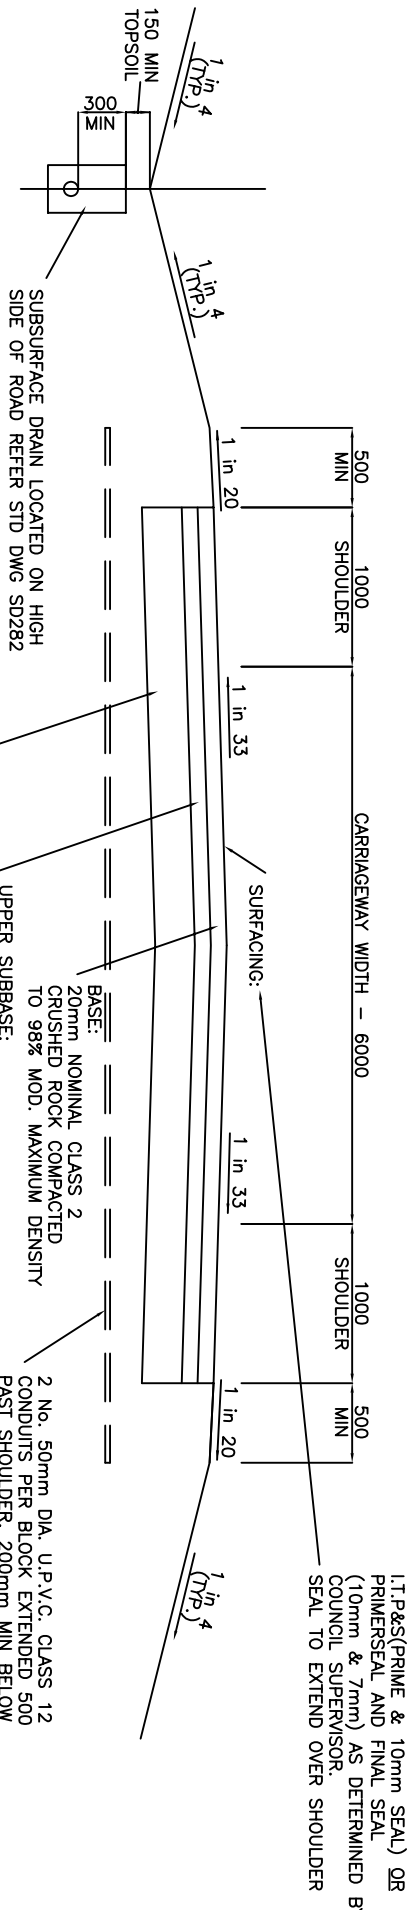 I.T.P.&S(PRIME & 10mm SEAL) OR
PRIMERSEAL AND FINAL SEAL
(10mm & 7mm) AS DETERMINED BY
COUNCIL SUPERVISOR.
SEAL TO EXTEND OVER SHOULDER
500
MIN
1000
SHOULDER
CARRIAGEWAY WIDTH – 6000
1000
SHOULDER
500
MIN
SURFACING:
1 in 4
(TYP.)
1 in 4
(TYP.)
1 in 20
1 in 33
1 in 33
1 in 20
1 in 4
(TYP.)
150 MIN
TOPSOIL
300
MIN
SUBSURFACE DRAIN LOCATED ON HIGH
SIDE OF ROAD REFER STD DWG SD282
BASE:
20mm NOMINAL CLASS 2
CRUSHED ROCK COMPACTED
TO 98% MOD. MAXIMUM DENSITY
UPPER SUBBASE:
2 No. 50mm DIA. U.P.V.C. CLASS 12
CONDUITS PER BLOCK EXTENDED 500
PAST SHOULDER, 200mm MIN BELOW